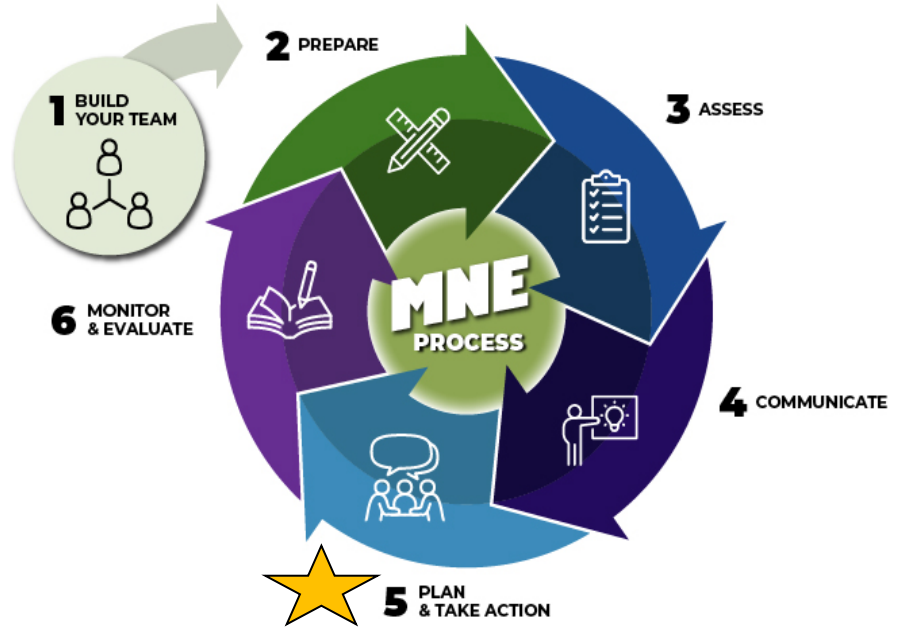 1 BUILD
YOUR TEAM
2 PREPARE
3 ASSESS
4 COMMUNICATE
5 PLAN
& TAKE ACTION
6 MONITOR
& EVALUATE
MNE
PROCESS